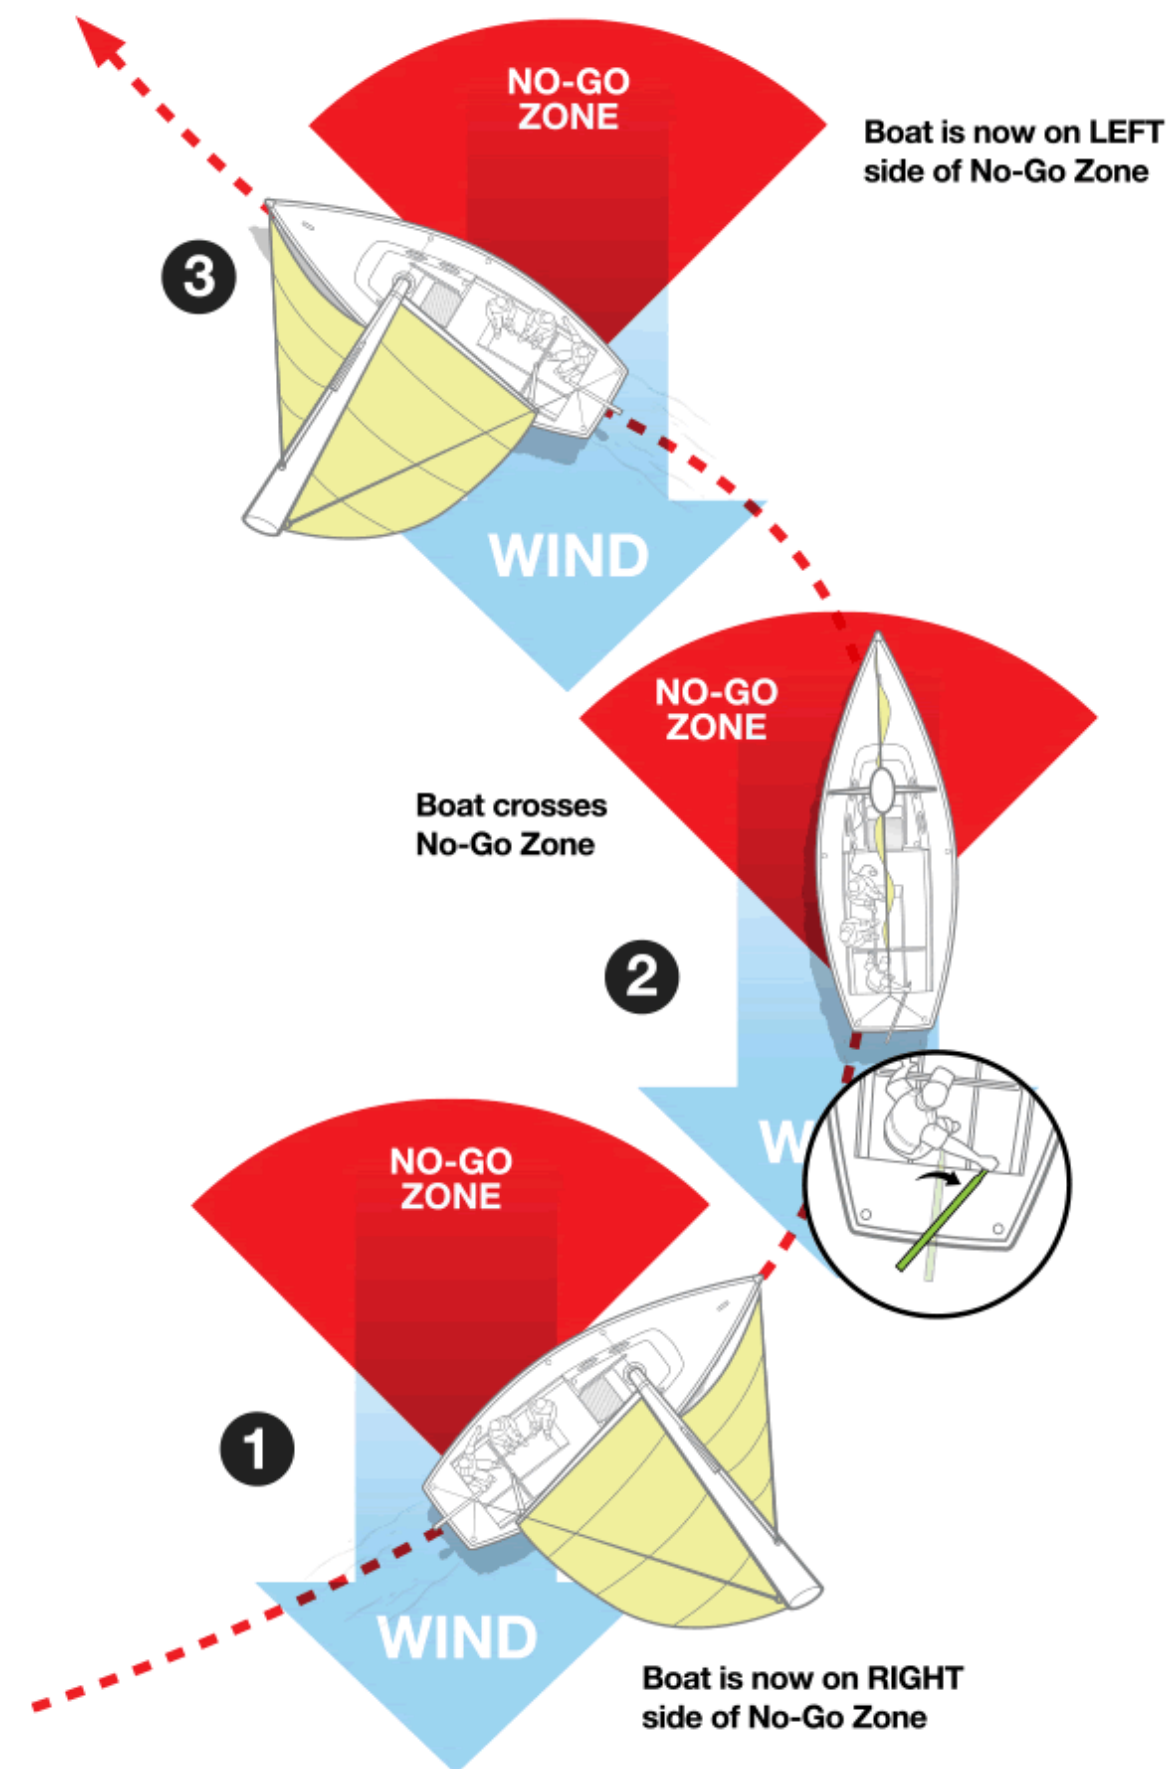 NO-GO
ZONE
Boat is now on LEFT
side of No-Go Zone
3
WIND
NO-GO
ZONE
Boat crosses
No-Go Zone
2
W
NO-GO
ZONE
1
WIND
Boat is now on RIGHT
side of No-Go Zone